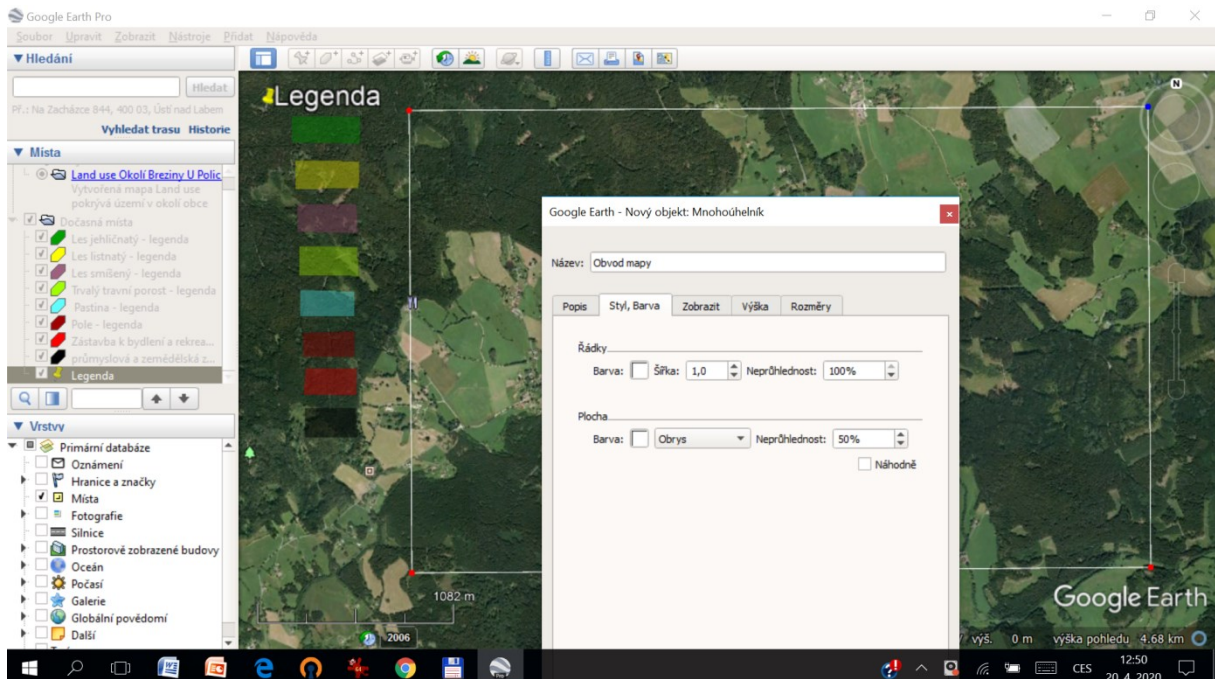 Google Earth Pro
Soubor Upravit Zobrazit Nástroje Přidat Nápověda
Hledání
Hledat
Př.: Na Zacházce 844, 400 03, Ústí nad Labem
Vyhledat trasu Historie
Místa
Land use Okolí Breziny U Polic
Vytvořená mapa Land use
pokrývá území v okolí obce
Dočasná místa
Les jehličnatý - legenda
Les listnatý - legenda
Les smíšený - legenda
Trvalý travní porost - legenda
Pastina - legenda
Pole - legenda
Zástavba k bydlení a rekrea...
průmyslová a zemědělská z...
Legenda
Vrstvy
Primární databáze
Oznámení
Hranice a značky
Místa
Fotografie
Silnice
Prostorově zobrazené budovy
Oceán
Počasí
Galerie
Globální povědomí
Další
Legenda
N
Google Earth - Nový objekt: Mnohoúhelník
Název: Obvod mapy
Popis Styl, Barva Zobrazit Výška Rozměry
Řádky
Barva: Šířka: 1,0 Neprůhlednost: 100%
Plocha
Barva: Obrys Neprůhlednost: 50%
Náhodně
1082 m
2006
Google Earth
výš. 0 m výška pohledu 4.68 km
CES
12:50
20. 4. 2020